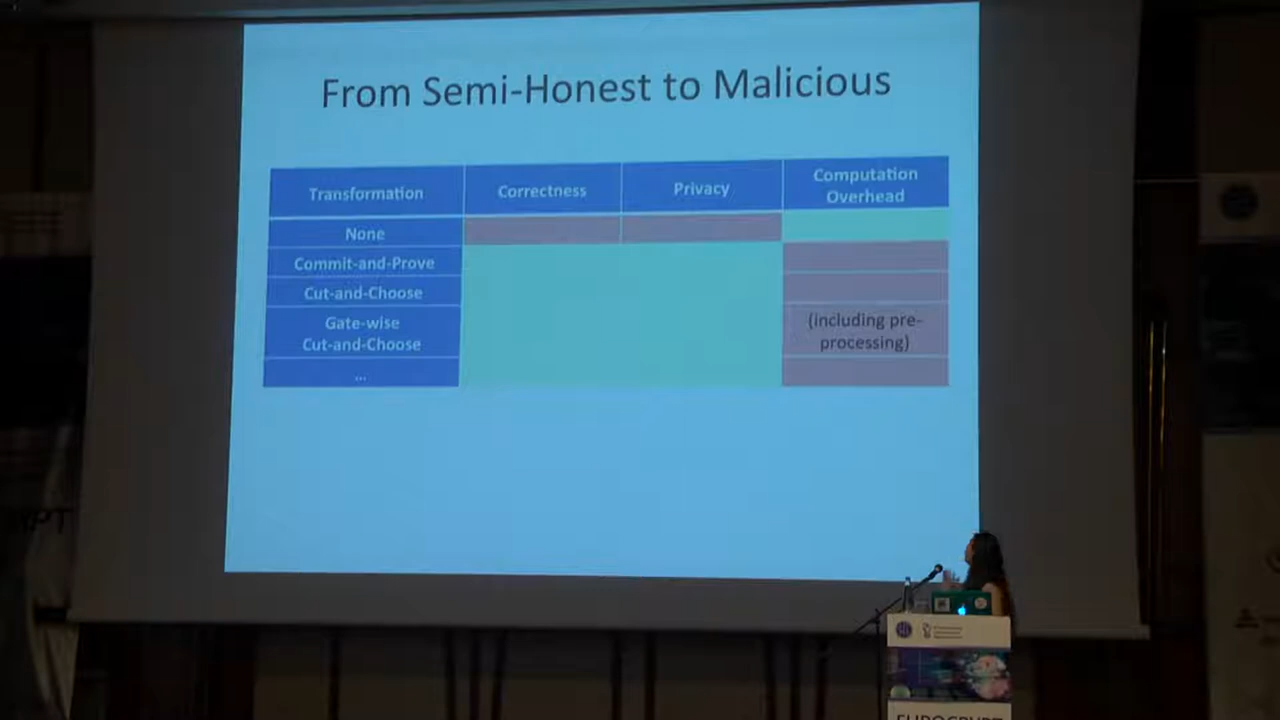 From Semi-Honest to Malicious
Transformation
Correctness
Privacy
Computation
Overhead
None
Commit-and-Prove
Cut-and-Choose
Gate-wise
Cut-and-Choose
(including pre-
processing)
...
EUROCRYPT